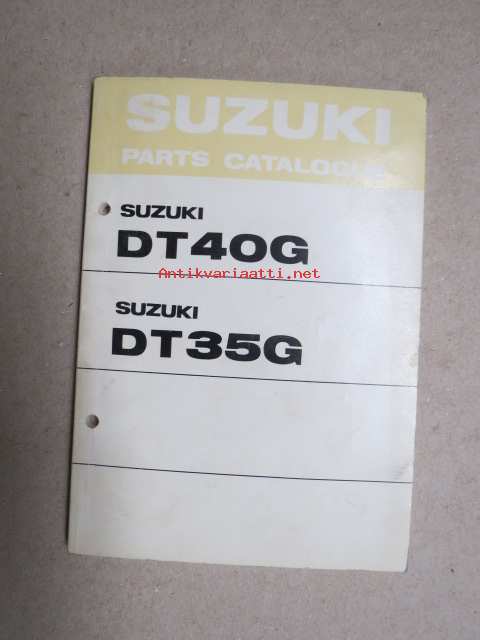 SUZUKI
PARTS CATALOGUE
SUZUKI
DT40G
Antikvariaatti.net
SUZUKI
DT35G